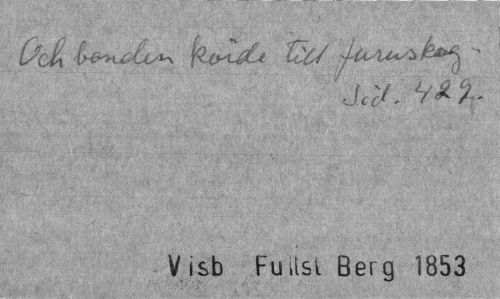 Och bonden körde till furuskog -
Sid. 429.
Visb Fullst Berg 1853